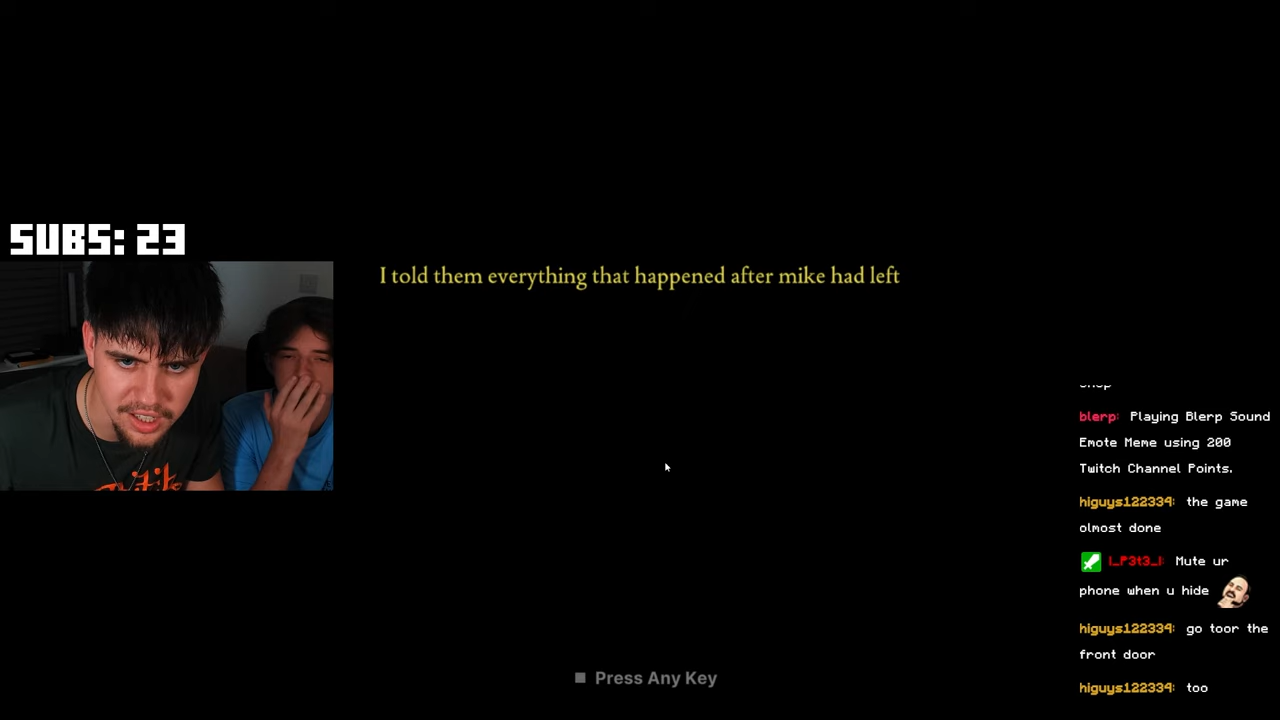 SUBS: 23
I told them everything that happened after mike had left
blerp: Playing Blerp Sound
Emote Meme using 200
Twitch Channel Points.
higuys122334: the game
olmost done
I_P3t3_I: Mute ur
phone when u hide
higuys122334: go toor the
front door
higuys122334: too
Press Any Key